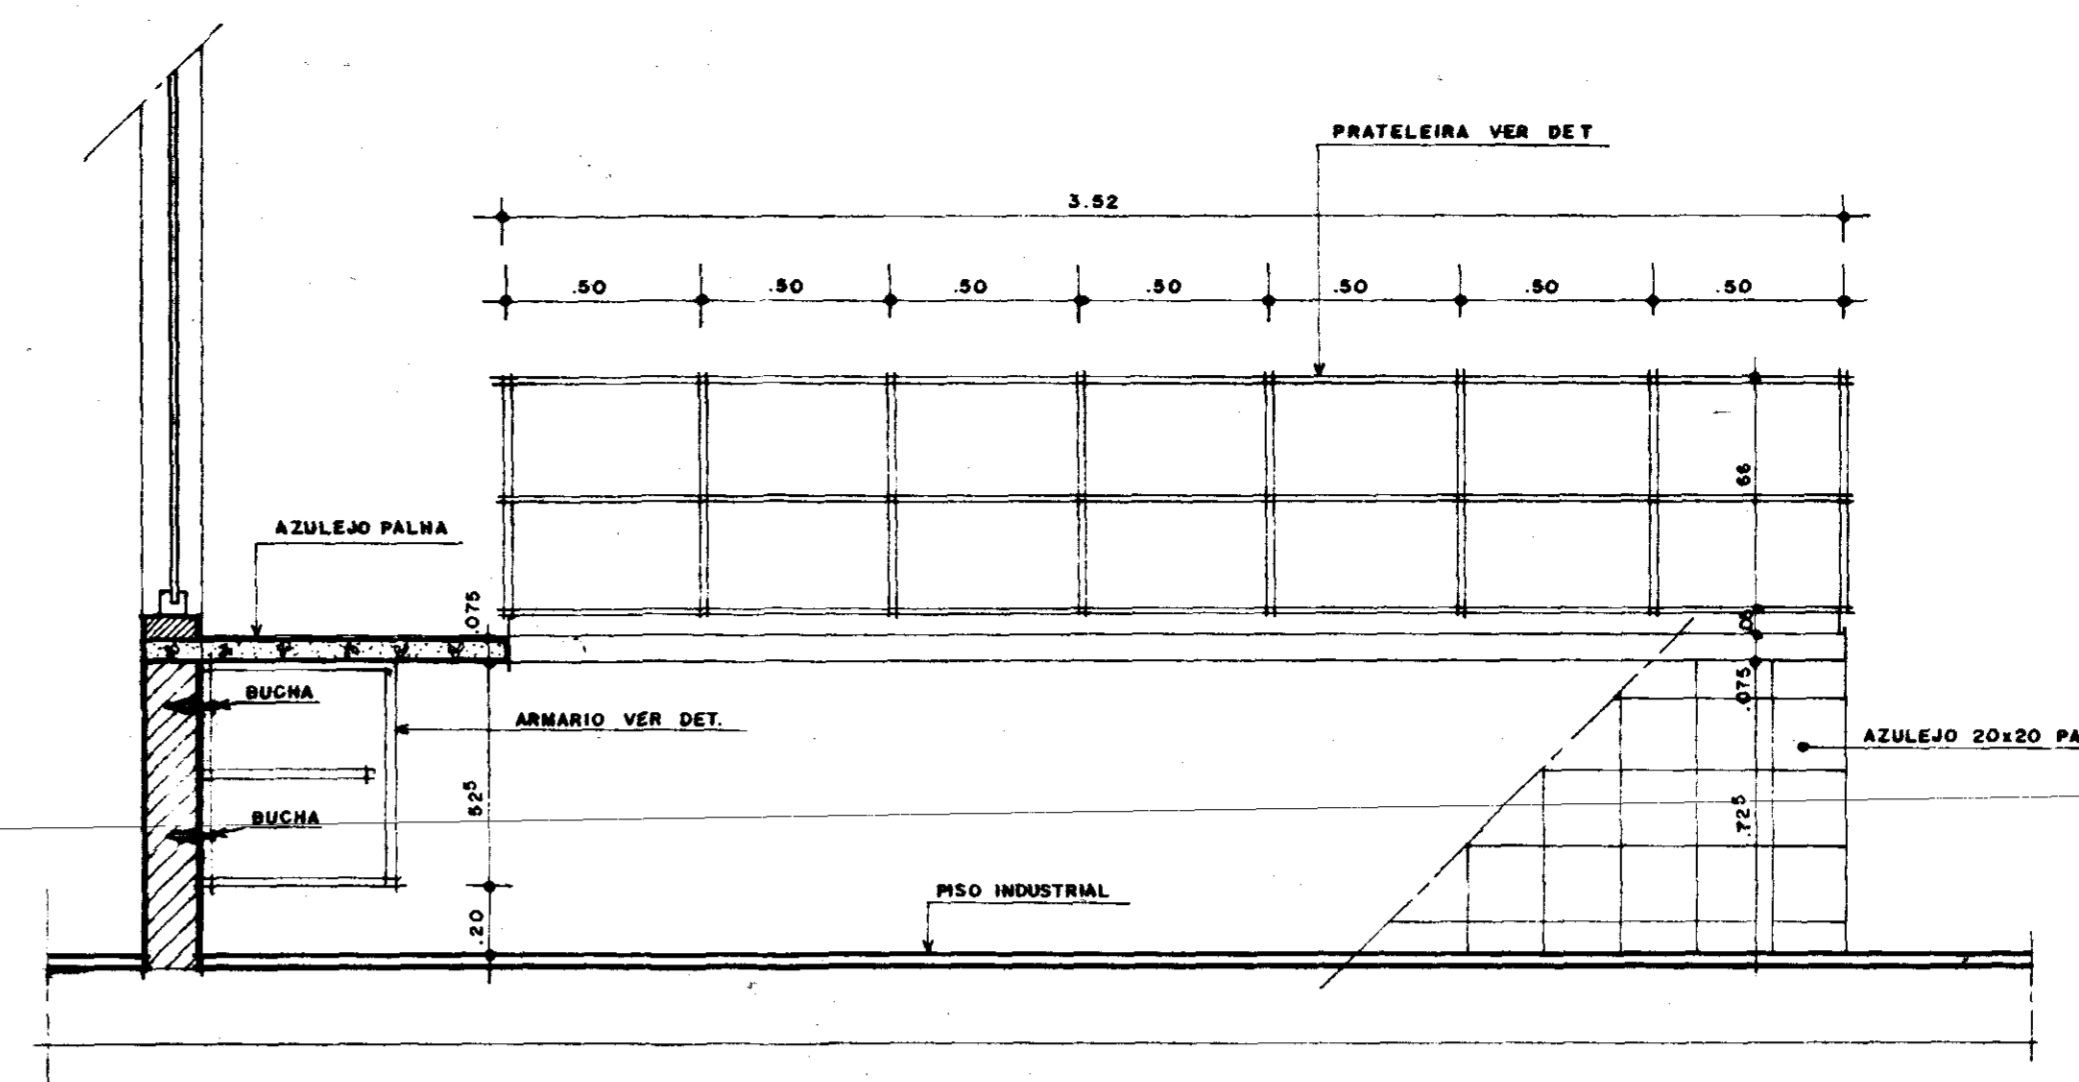 PRATELEIRA VER DET
3.52
.50 .50 .50 .50 .50 .50 .50
66
AZULEJO PALHA
.075
.05
BUCHA
.075
ARMARIO VER DET.
AZULEJO 20x20 PA
.525
.725
BUCHA
PISO INDUSTRIAL
.20